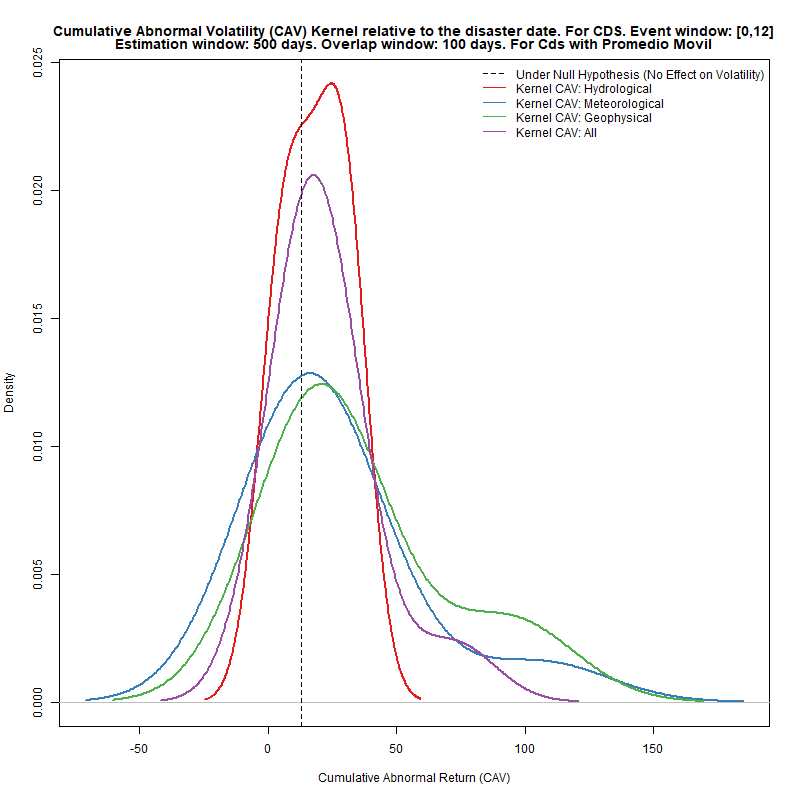 Cumulative Abnormal Volatility (CAV) Kernel relative to the disaster date. For CDS. Event window: [0,12]
Estimation window: 500 days. Overlap window: 100 days. For Cds with Promedio Movil
Under Null Hypothesis (No Effect on Volatility)
Kernel CAV: Hydrological
Kernel CAV: Meteorological
Kernel CAV: Geophysical
Kernel CAV: All
0.025
0.020
0.015
0.010
0.005
0.000
Density
-50 0 50 100 150
Cumulative Abnormal Return (CAV)